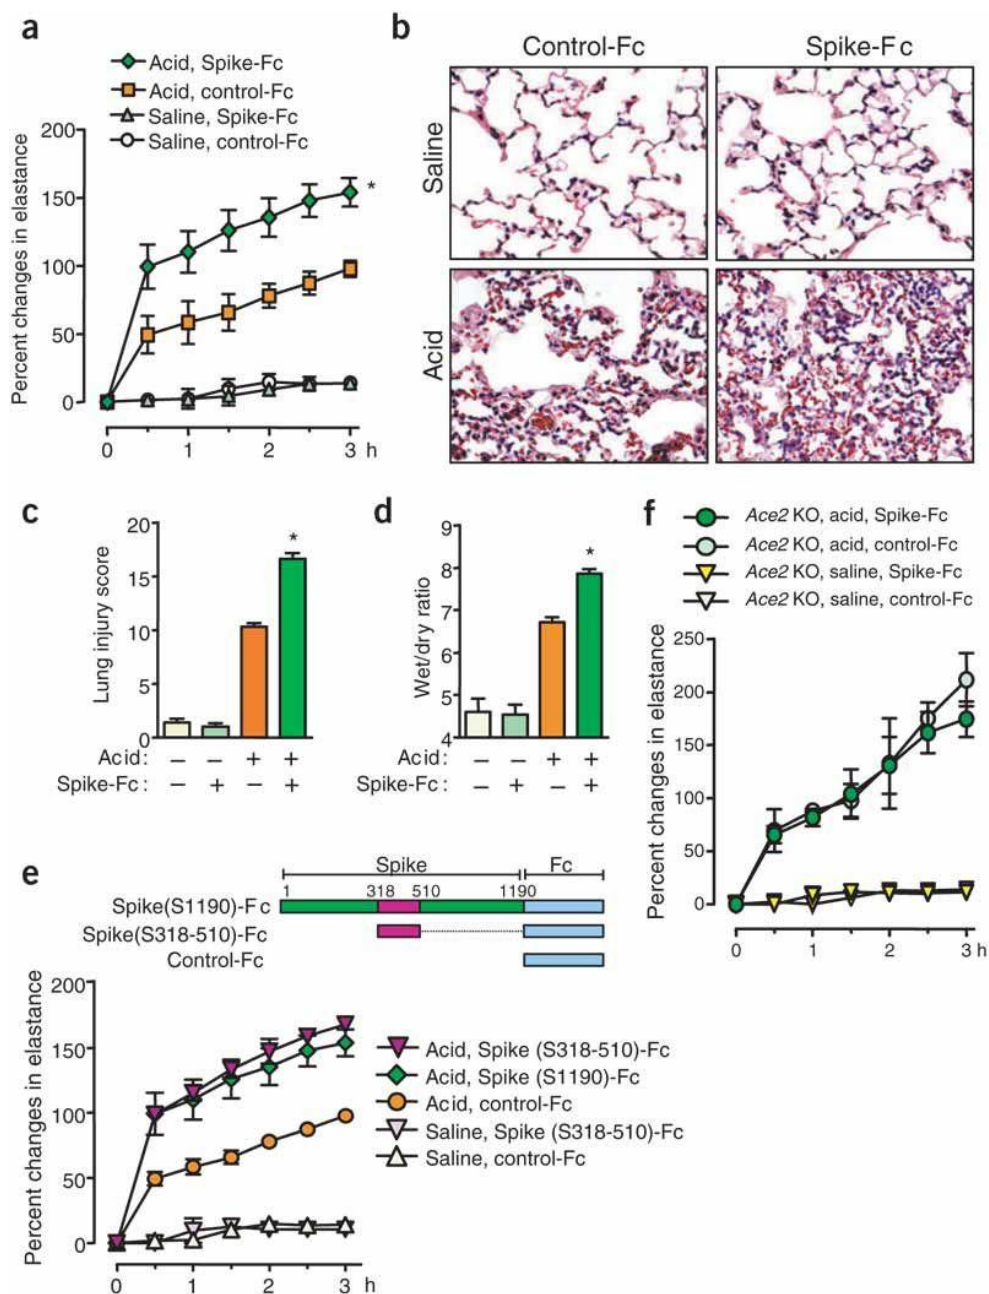 a
Acid, Spike-Fc
Acid, control-Fc
Saline, Spike-Fc
Saline, control-Fc
Percent changes in elastance
200
150
100
50
0
*
0 1 2 3 h
b
Control-Fc Spike-Fc
Saline
Acid
c
Lung injury score
20
15
10
5
0
*
Acid: – – + +
Spike-Fc: – + – +
d
Wet/dry ratio
9
8
7
6
5
4
*
Acid: – – + +
Spike-Fc: – + – +
f
Ace2 KO, acid, Spike-Fc
Ace2 KO, acid, control-Fc
Ace2 KO, saline, Spike-Fc
Ace2 KO, saline, control-Fc
Percent changes in elastance
250
200
150
100
50
0
0 1 2 3 h
e
Spike Fc
1 318 510 1190
Spike(S1190)-Fc
Spike(S318-510)-Fc
Control-Fc
Percent changes in elastance
200
150
100
50
0
0 1 2 3 h
Acid, Spike (S318-510)-Fc
Acid, Spike (S1190)-Fc
Acid, control-Fc
Saline, Spike (S318-510)-Fc
Saline, control-Fc